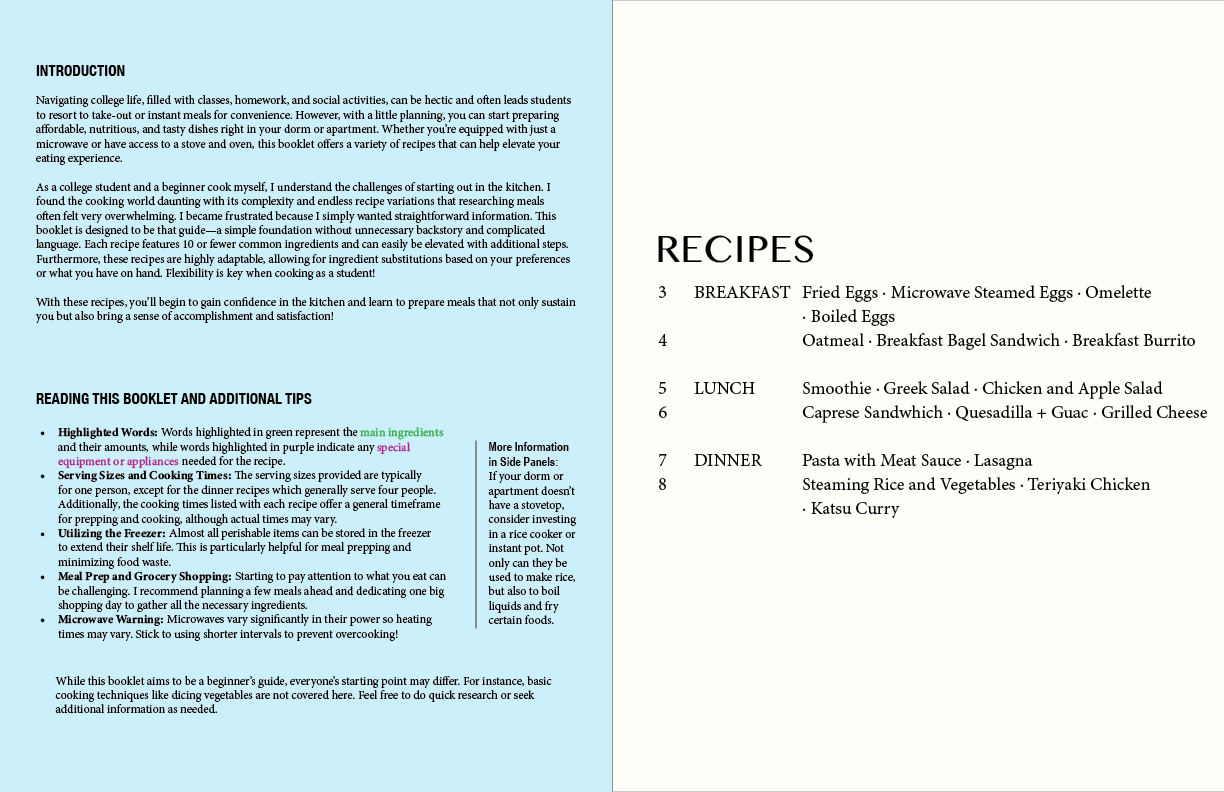 INTRODUCTION
Navigating college life, filled with classes, homework, and social activities, can be hectic and often leads students
to resort to take-out or instant meals for convenience. However, with a little planning, you can start preparing
affordable, nutritious, and tasty dishes right in your dorm or apartment. Whether you're equipped with just a
microwave or have access to a stove and oven, this booklet offers a variety of recipes that can help elevate your
eating experience.
As a college student and a beginner cook myself, I understand the challenges of starting out in the kitchen. I
found the cooking world daunting with its complexity and endless recipe variations that researching meals
often felt very overwhelming. I became frustrated because I simply wanted straightforward information. This
booklet is designed to be that guide—a simple foundation without unnecessary backstory and complicated
language. Each recipe features 10 or fewer common ingredients and can easily be elevated with additional steps.
Furthermore, these recipes are highly adaptable, allowing for ingredient substitutions based on your preferences
or what you have on hand. Flexibility is key when cooking as a student!
With these recipes, you'll begin to gain confidence in the kitchen and learn to prepare meals that not only sustain
you but also bring a sense of accomplishment and satisfaction!
READING THIS BOOKLET AND ADDITIONAL TIPS
• Highlighted Words: Words highlighted in green represent the main ingredients
and their amounts, while words highlighted in purple indicate any special
equipment or appliances needed for the recipe.
• Serving Sizes and Cooking Times: The serving sizes provided are typically
for one person, except for the dinner recipes which generally serve four people.
Additionally, the cooking times listed with each recipe offer a general timeframe
for prepping and cooking, although actual times may vary.
• Utilizing the Freezer: Almost all perishable items can be stored in the freezer
to extend their shelf life. This is particularly helpful for meal prepping and
minimizing food waste.
• Meal Prep and Grocery Shopping: Starting to pay attention to what you eat can
be challenging. I recommend planning a few meals ahead and dedicating one big
shopping day to gather all the necessary ingredients.
• Microwave Warning: Microwaves vary significantly in their power so heating
times may vary. Stick to using shorter intervals to prevent overcooking!
More Information
in Side Panels:
If your dorm or
apartment doesn't
have a stovetop,
consider investing
in a rice cooker or
instant pot. Not
only can they be
used to make rice,
but also to boil
liquids and fry
certain foods.
While this booklet aims to be a beginner's guide, everyone's starting point may differ. For instance, basic
cooking techniques like dicing vegetables are not covered here. Feel free to do quick research or seek
additional information as needed.
RECIPES
3 BREAKFAST Fried Eggs · Microwave Steamed Eggs · Omelette
· Boiled Eggs
4 Oatmeal · Breakfast Bagel Sandwich · Breakfast Burrito
5 LUNCH Smoothie · Greek Salad · Chicken and Apple Salad
6 Caprese Sandwhich · Quesadilla + Guac · Grilled Cheese
7 DINNER Pasta with Meat Sauce · Lasagna
8 Steaming Rice and Vegetables · Teriyaki Chicken
· Katsu Curry